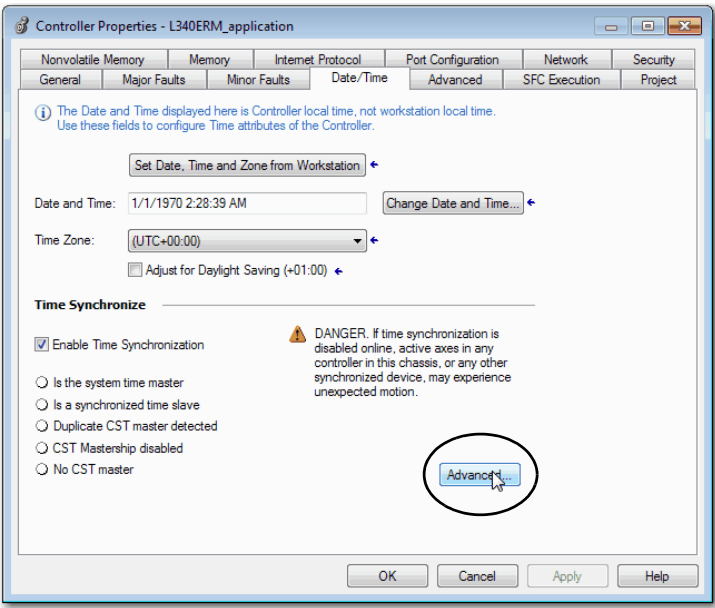 Controller Properties - L340ERM_application
Nonvolatile Memory Memory Internet Protocol Port Configuration Network Security
General Major Faults Minor Faults Date/Time Advanced SFC Execution Project
The Date and Time displayed here is Controller local time, not workstation local time.
Use these fields to configure Time attributes of the Controller.
Set Date, Time and Zone from Workstation
Date and Time: 1/1/1970 2:28:39 AM Change Date and Time...
Time Zone: (UTC+00:00)
Adjust for Daylight Saving (+01:00)
Time Synchronize
Enable Time Synchronization
DANGER. If time synchronization is
disabled online, active axes in any
controller in this chassis, or any other
synchronized device, may experience
unexpected motion.
Is the system time master
Is a synchronized time slave
Duplicate CST master detected
CST Mastership disabled
No CST master
Advanced...
OK Cancel Apply Help